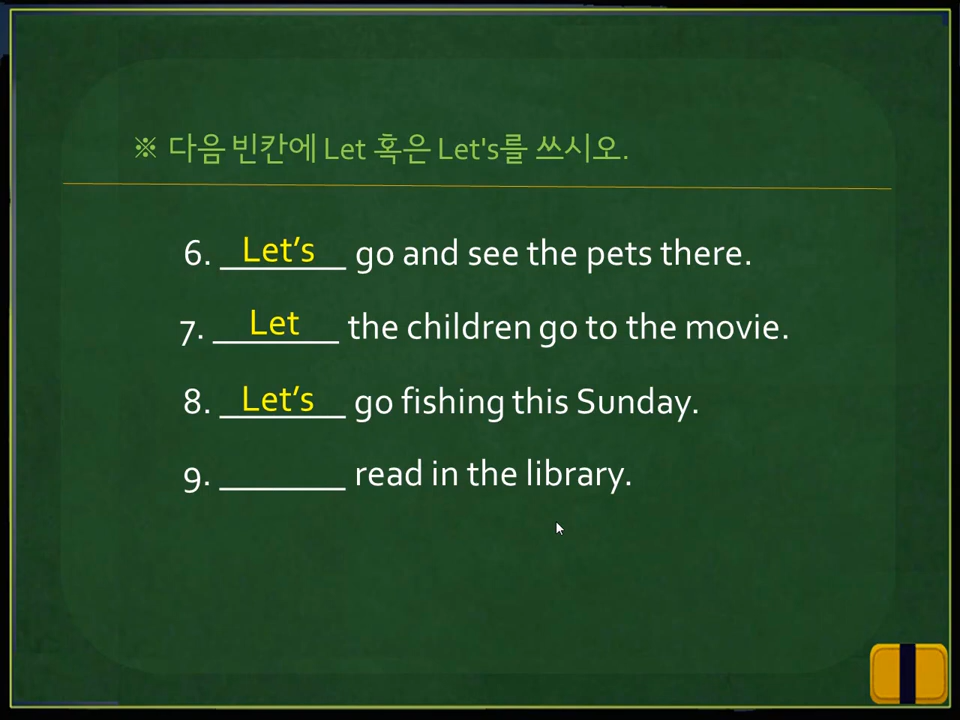 ※ 다음 빈칸에 Let 혹은 Let's를 쓰시오.
6. Let’s go and see the pets there.
7. Let the children go to the movie.
8. Let’s go fishing this Sunday.
9. _______ read in the library.